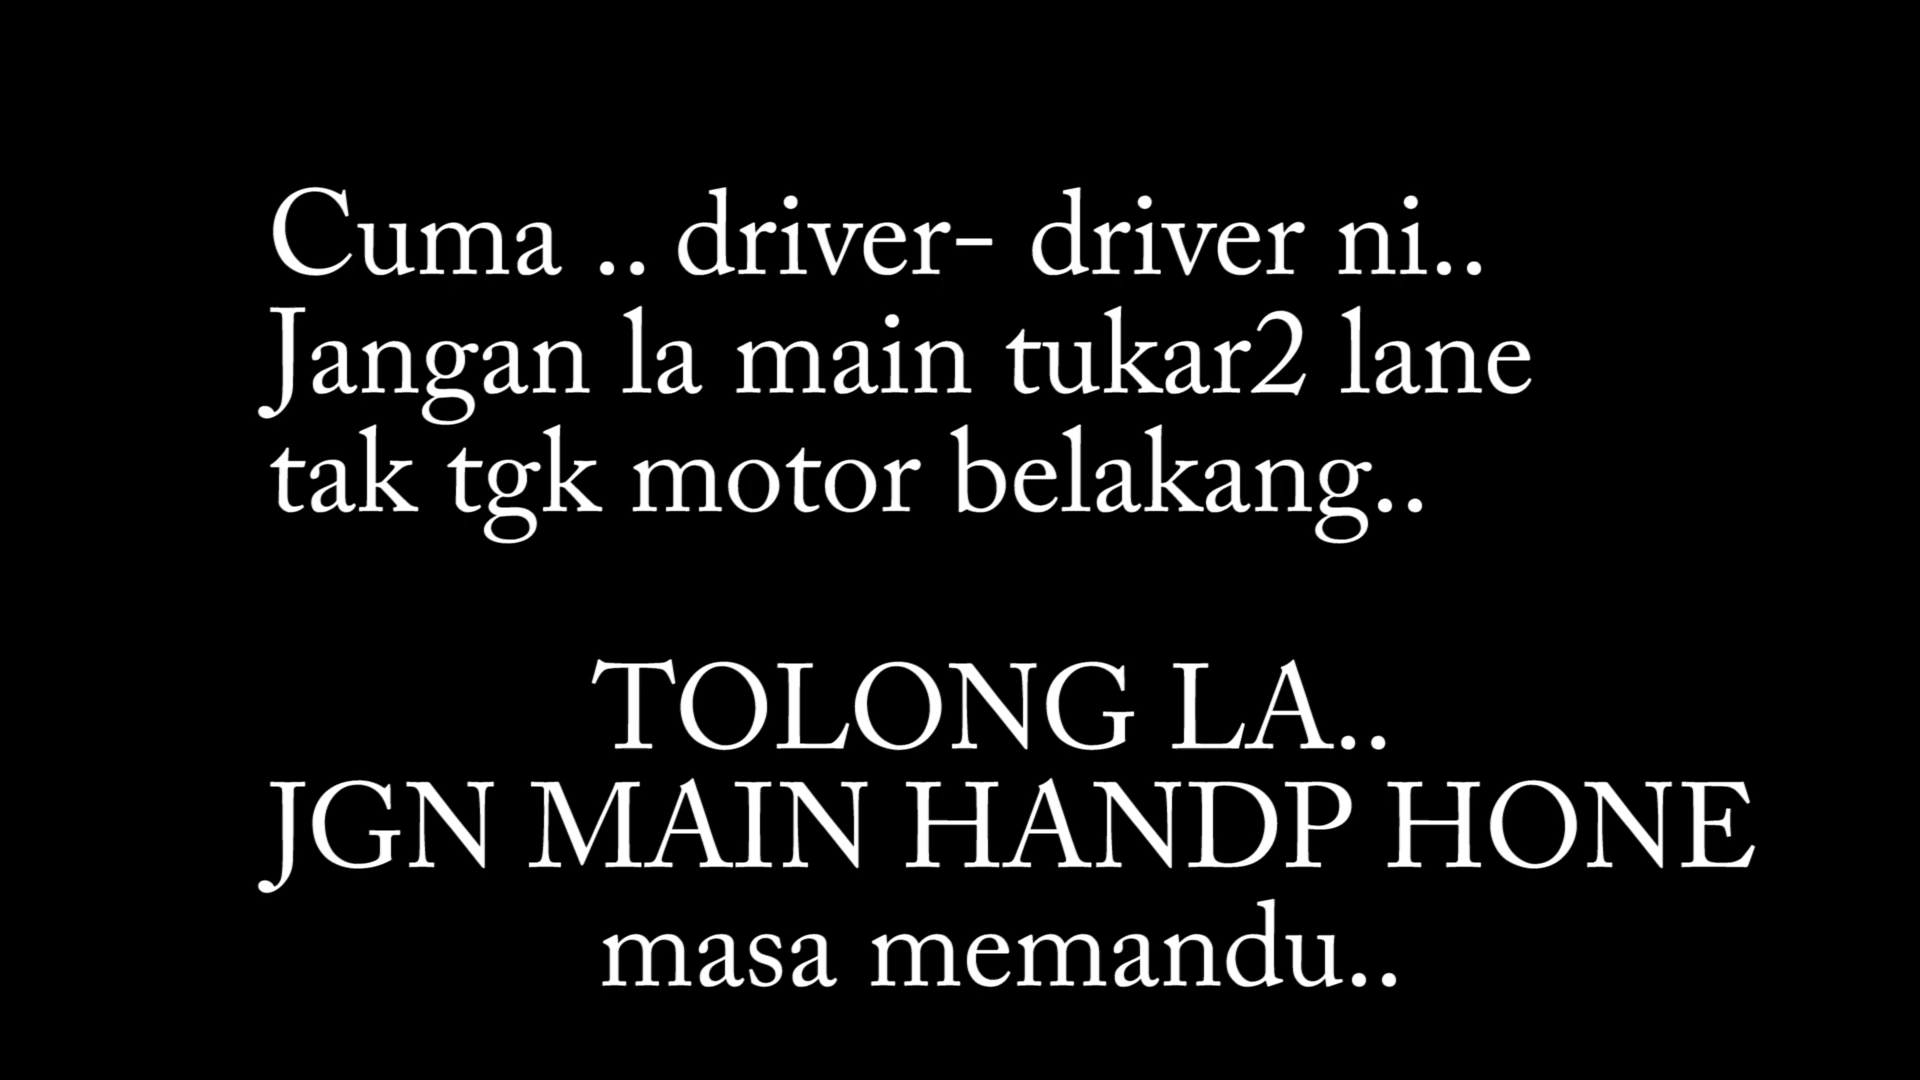 Cuma .. driver- driver ni..
Jangan la main tukar2 lane
tak tgk motor belakang..
TOLONG LA..
JGN MAIN HANDP HONE
masa memandu..